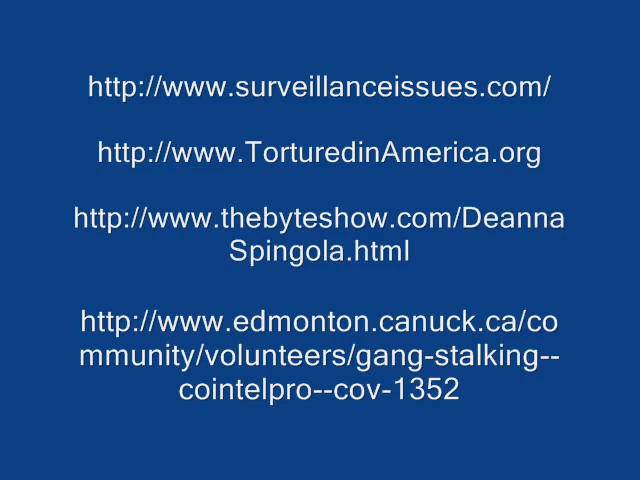 http://www.surveillanceissues.com/
http://www.TorturedinAmerica.org
http://www.thebyteshow.com/Deanna
Spingola.html
http://www.edmonton.canuck.ca/co
mmunity/volunteers/gang-stalking--
cointelpro--cov-1352